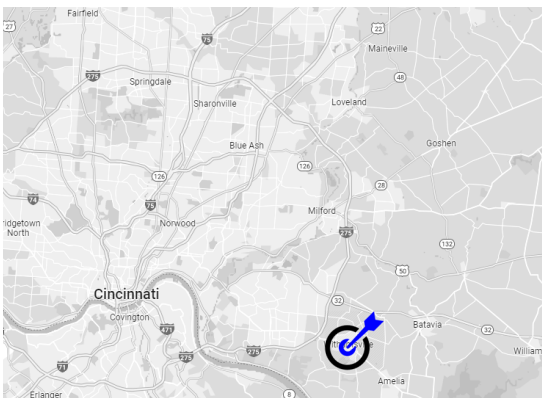 Fairfield
27
75
22
Maineville
275
Springdale
48
Sharonville
Loveland
Blue Ash
Goshen
126
126
28
74
75
Milford
ridgetown
North
Norwood
275
132
50
Cincinnati
32
Covington
Batavia
471
32
275
275
William
71
Amelia
Erlanger
8